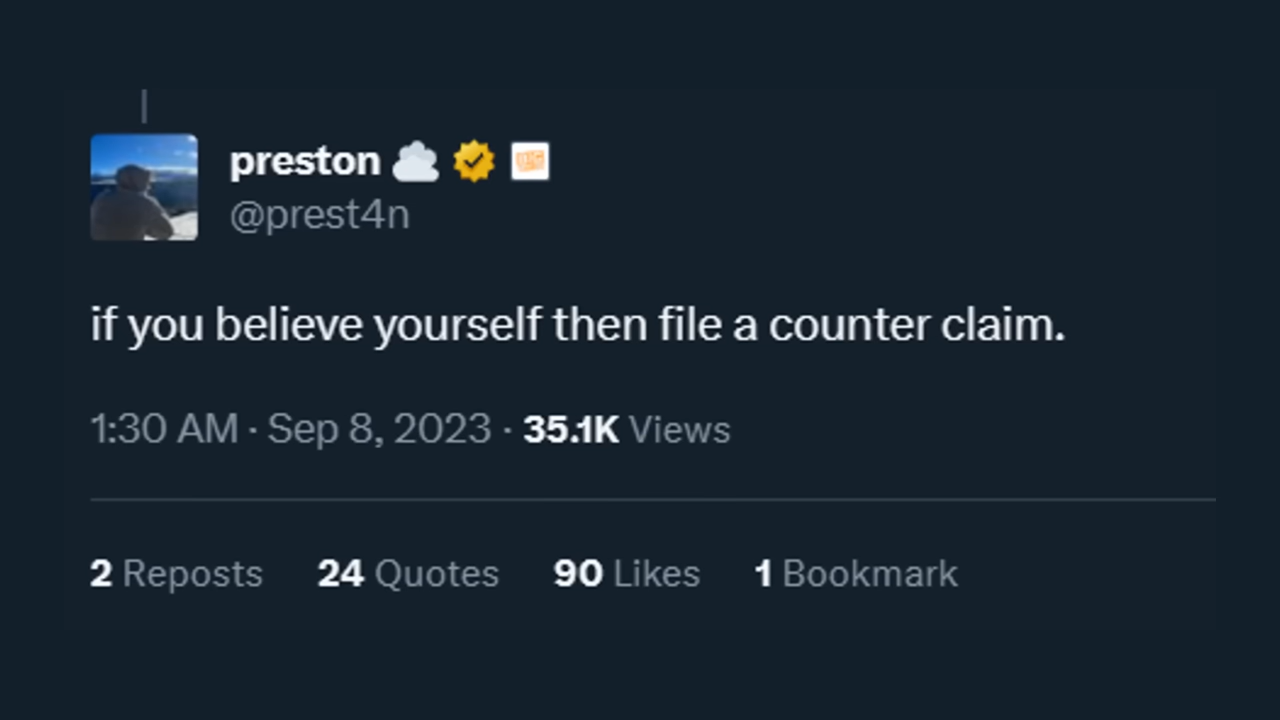 preston
@prest4n
if you believe yourself then file a counter claim.
1:30 AM · Sep 8, 2023 · 35.1K Views
2 Reposts 24 Quotes 90 Likes 1 Bookmark